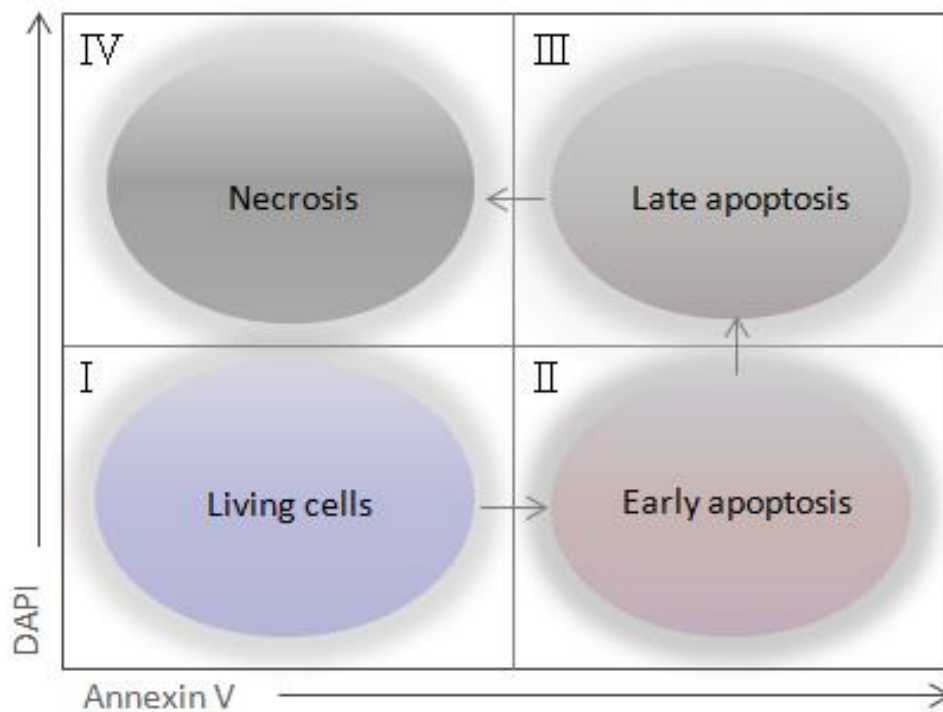 IV
III
Necrosis
Late apoptosis
I
II
Living cells
Early apoptosis
DAPI
Annexin V